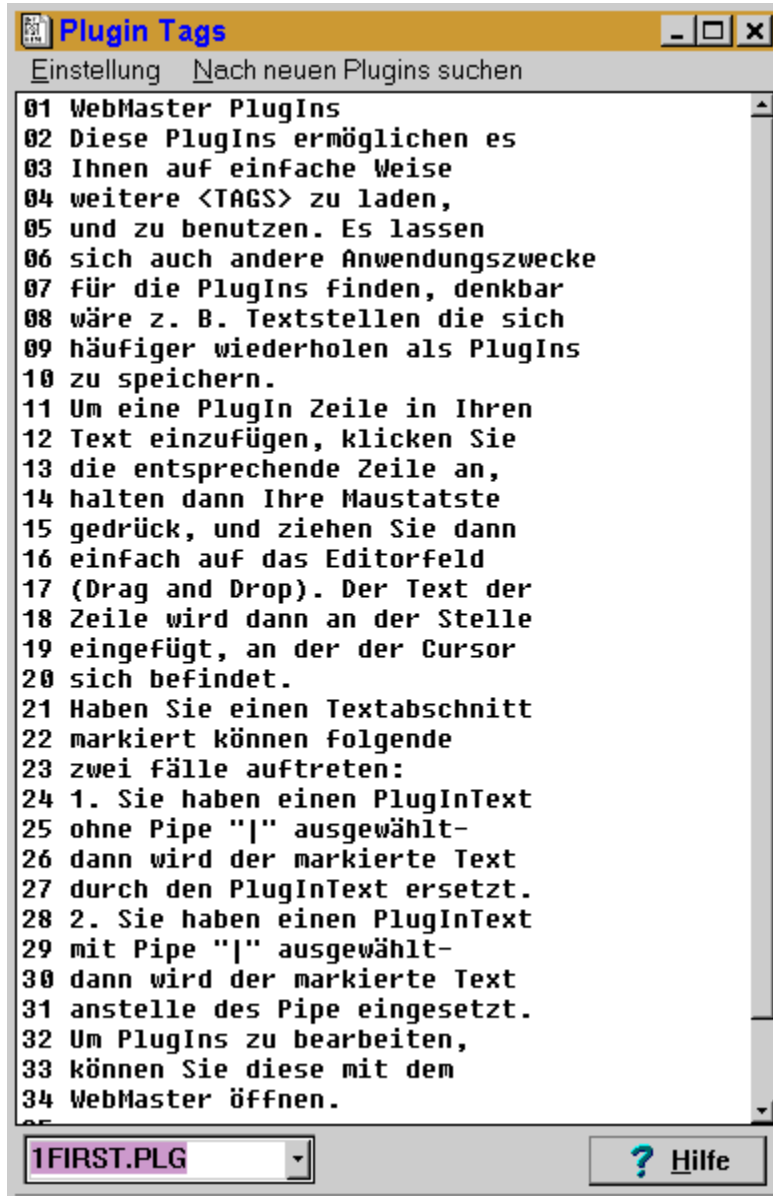 Plugin Tags
Einstellung Nach neuen Plugins suchen
01 WebMaster PlugIns
02 Diese PlugIns ermöglichen es
03 Ihnen auf einfache Weise
04 weitere <TAGS> zu laden,
05 und zu benutzen. Es lassen
06 sich auch andere Anwendungszwecke
07 für die PlugIns finden, denkbar
08 wäre z. B. Textstellen die sich
09 häufiger wiederholen als PlugIns
10 zu speichern.
11 Um eine PlugIn Zeile in Ihren
12 Text einzufügen, klicken Sie
13 die entsprechende Zeile an,
14 halten dann Ihre Maustatste
15 gedrück, und ziehen Sie dann
16 einfach auf das Editorfeld
17 (Drag and Drop). Der Text der
18 Zeile wird dann an der Stelle
19 eingefügt, an der der Cursor
20 sich befindet.
21 Haben Sie einen Textabschnitt
22 markiert können folgende
23 zwei fälle auftreten:
24 1. Sie haben einen PlugInText
25 ohne Pipe "|" ausgewählt-
26 dann wird der markierte Text
27 durch den PlugInText ersetzt.
28 2. Sie haben einen PlugInText
29 mit Pipe "|" ausgewählt-
30 dann wird der markierte Text
31 anstelle des Pipe eingesetzt.
32 Um PlugIns zu bearbeiten,
33 können Sie diese mit dem
34 WebMaster öffnen.
1FIRST.PLG
? Hilfe